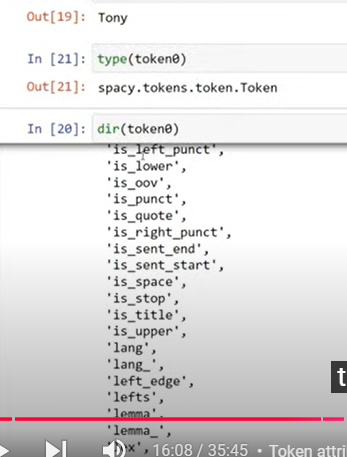 Out[19]: Tony
In [21]: type(token0)
Out[21]: spacy.tokens.token.Token
In [20]: dir(token0)
'is_left_punct',
'is_lower',
'is_oov',
'is_punct',
'is_quote',
'is_right_punct',
'is_sent_end',
'is_sent_start',
'is_space',
'is_stop',
'is_title',
'is_upper',
'lang',
'lang_',
'left_edge',
'lefts',
'lemma',
'lemma_',
t
16:08 / 35:45 • Token attri